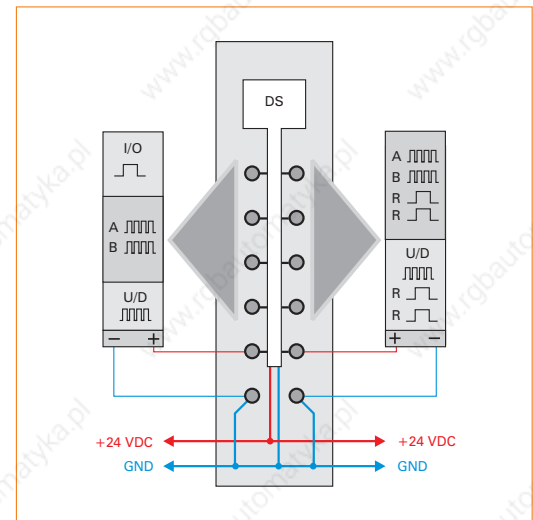 DS
I/O
A
B
U/D
− +
A
B
R
R
U/D
R
R
+ −
+24 VDC
GND
+24 VDC
GND
www.rgbautomatyka.pl